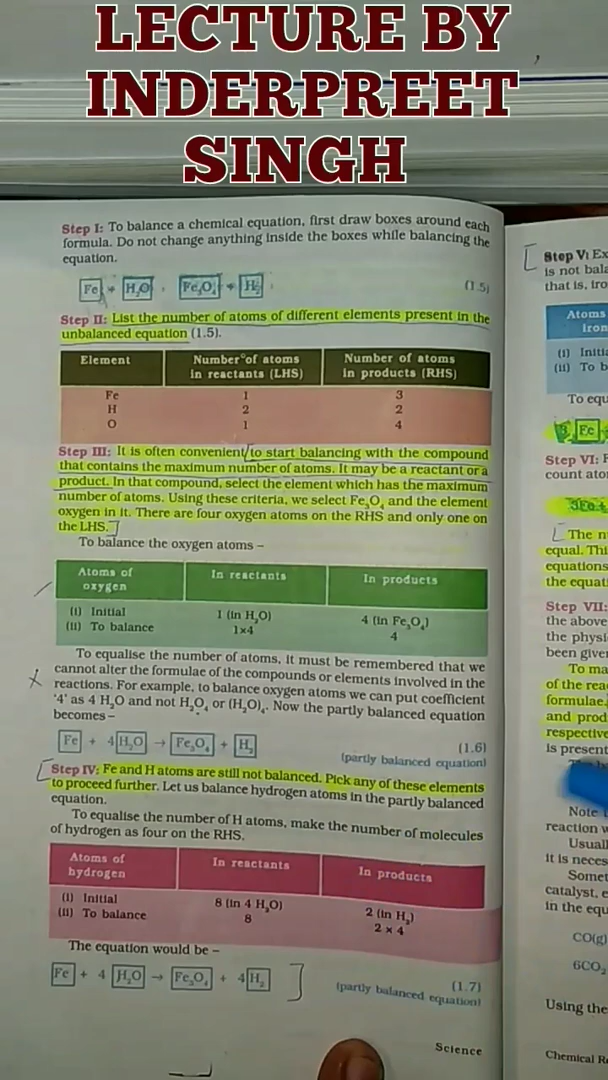 LECTURE BY
INDERPREET
SINGH
Step I: To balance a chemical equation, first draw boxes around each
formula. Do not change anything inside the boxes while balancing the
equation.
Fe + H₂O Fe₃O₄ + H₂ (1.5)
Step II: List the number of atoms of different elements present in the
unbalanced equation (1.5).
Element Number of atoms in reactants (LHS) Number of atoms in products (RHS)
Fe 1 3
H 2 2
O 1 4
Step III: It is often convenient to start balancing with the compound
that contains the maximum number of atoms. It may be a reactant or a
product. In that compound, select the element which has the maximum
number of atoms. Using these criteria, we select Fe₃O₄ and the element
oxygen in it. There are four oxygen atoms on the RHS and only one on
the LHS.
To balance the oxygen atoms –
Atoms of oxygen In reactants In products
(i) Initial 1 (in H₂O) 4 (in Fe₃O₄)
(ii) To balance 1×4 4
To equalise the number of atoms, it must be remembered that we
cannot alter the formulae of the compounds or elements involved in the
reactions. For example, to balance oxygen atoms we can put coefficient
'4' as 4 H₂O and not H₂O₄ or (H₂O)₄. Now the partly balanced equation
becomes–
Fe + 4 H₂O → Fe₃O₄ + H₂ (1.6)
(partly balanced equation)
Step IV: Fe and H atoms are still not balanced. Pick any of these elements
to proceed further. Let us balance hydrogen atoms in the partly balanced
equation.
To equalise the number of H atoms, make the number of molecules
of hydrogen as four on the RHS.
Atoms of hydrogen In reactants In products
(i) Initial 8 (in 4 H₂O) 2 (in H₂)
(ii) To balance 8 2 × 4
The equation would be –
Fe + 4 H₂O → Fe₃O₄ + 4 H₂ (1.7)
(partly balanced equation)
Science
Step V: Ex
is not bala
that is, iro
Atoms
iron
(i) Initia
(ii) To b
To equ
3 Fe
Step VI: F
count ato
3Fe +
The n
equal. Thi
equations
the equat
Step VII:
the above
the physi
been give
To ma
of the rea
formulae.
and prod
respective
is present
Note t
reaction w
Usuall
it is neces
Somet
catalyst, e
in the equ
CO(g)
6CO₂
Using the
Chemical Re